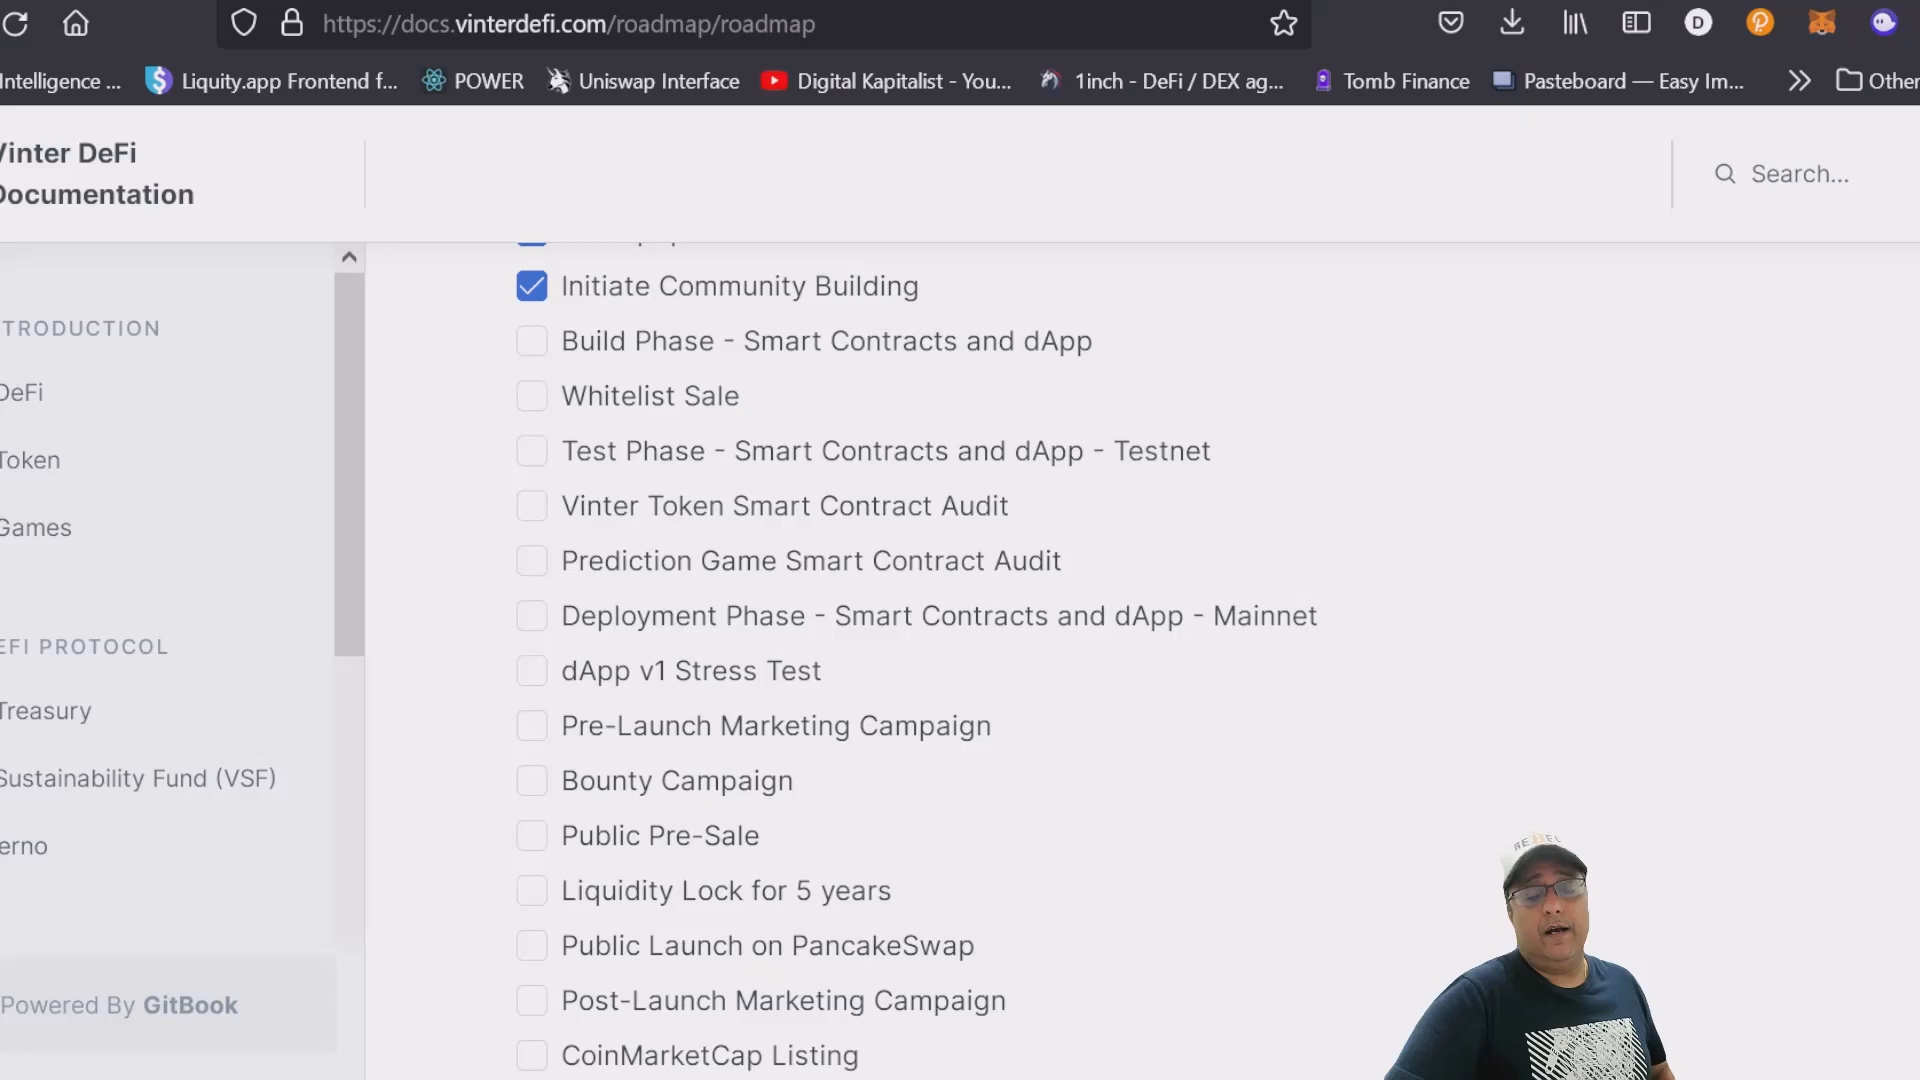 https://docs.vinterdefi.com/roadmap/roadmap
D
Intelligence ...
Liquity.app Frontend f...
POWER
Uniswap Interface
Digital Kapitalist - You...
1inch - DeFi / DEX ag...
Tomb Finance
Pasteboard — Easy Im...
Other
Vinter DeFi
Documentation
Search...
TRODUCTION
DeFi
Token
Games
EFI PROTOCOL
Treasury
Sustainability Fund (VSF)
erno
Powered By GitBook
Initiate Community Building
Build Phase - Smart Contracts and dApp
Whitelist Sale
Test Phase - Smart Contracts and dApp - Testnet
Vinter Token Smart Contract Audit
Prediction Game Smart Contract Audit
Deployment Phase - Smart Contracts and dApp - Mainnet
dApp v1 Stress Test
Pre-Launch Marketing Campaign
Bounty Campaign
Public Pre-Sale
Liquidity Lock for 5 years
Public Launch on PancakeSwap
Post-Launch Marketing Campaign
CoinMarketCap Listing